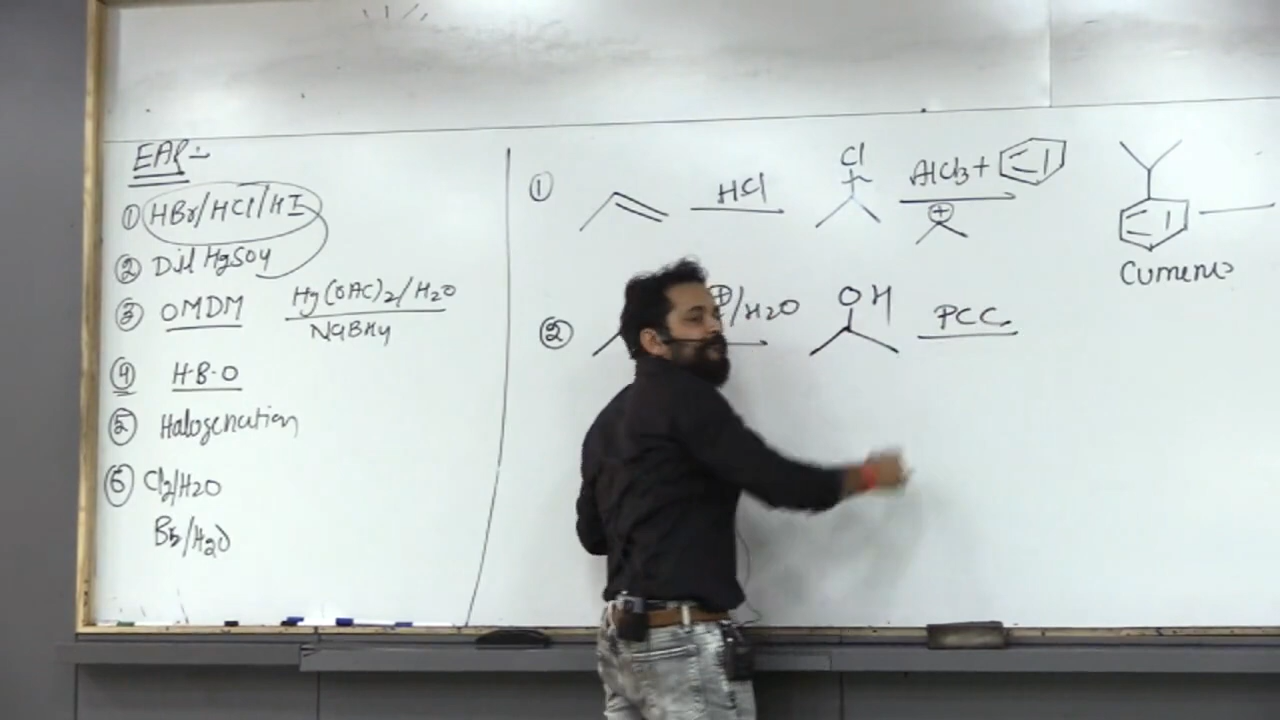 EAR :-
① HBr/HCl/HI
② Dil HgSO4
③ OMDM Hg(OAC)2/H2O
NaBH4
④ H-B-O
⑤ Halogenation
⑥ Cl2/H2O
Br2/H2O
① HCl Cl AlCl3+
⊕
Cumene
② ⊕/H2O OH PCC